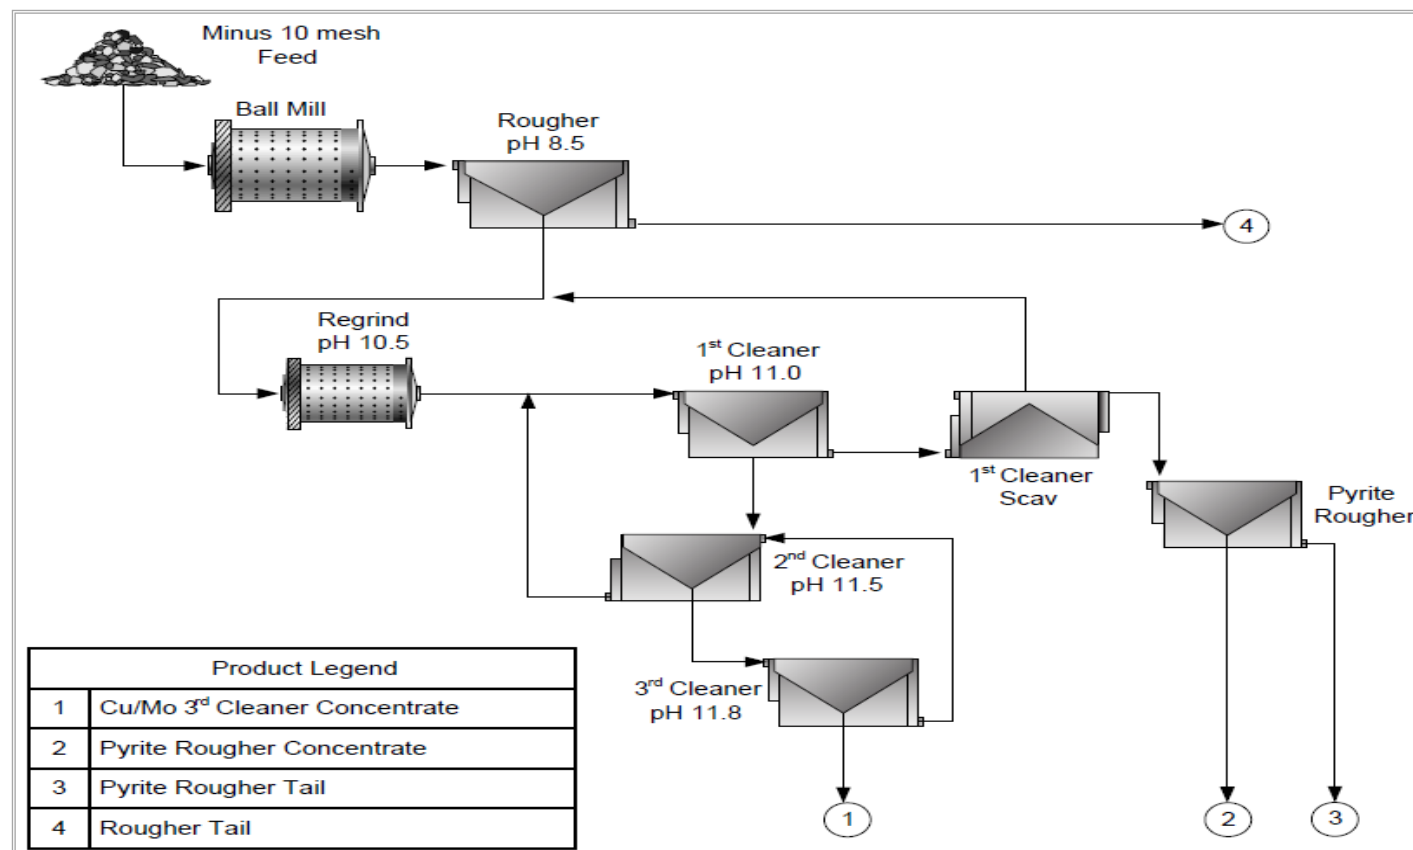 Minus 10 mesh
Feed
Ball Mill
Rougher
pH 8.5
4
Regrind
pH 10.5
1st Cleaner
pH 11.0
1st Cleaner
Scav
Pyrite
Rougher
2nd Cleaner
pH 11.5
3rd Cleaner
pH 11.8
Product Legend
1 Cu/Mo 3rd Cleaner Concentrate
2 Pyrite Rougher Concentrate
3 Pyrite Rougher Tail
4 Rougher Tail
1
2
3